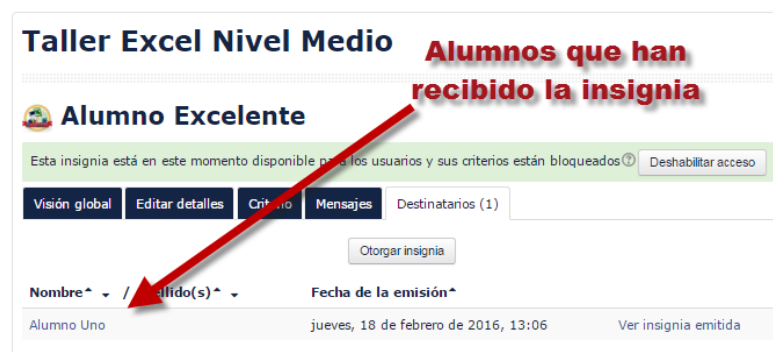 Taller Excel Nivel Medio
Alumnos que han
recibido la insignia
Alumno Excelente
Esta insignia está en este momento disponible para los usuarios y sus criterios están bloqueados Deshabilitar acceso
Visión global Editar detalles Criterio Mensajes Destinatarios (1)
Otorgar insignia
Nombre / Fecha de la emisión
Alumno Uno jueves, 18 de febrero de 2016, 13:06 Ver insignia emitida